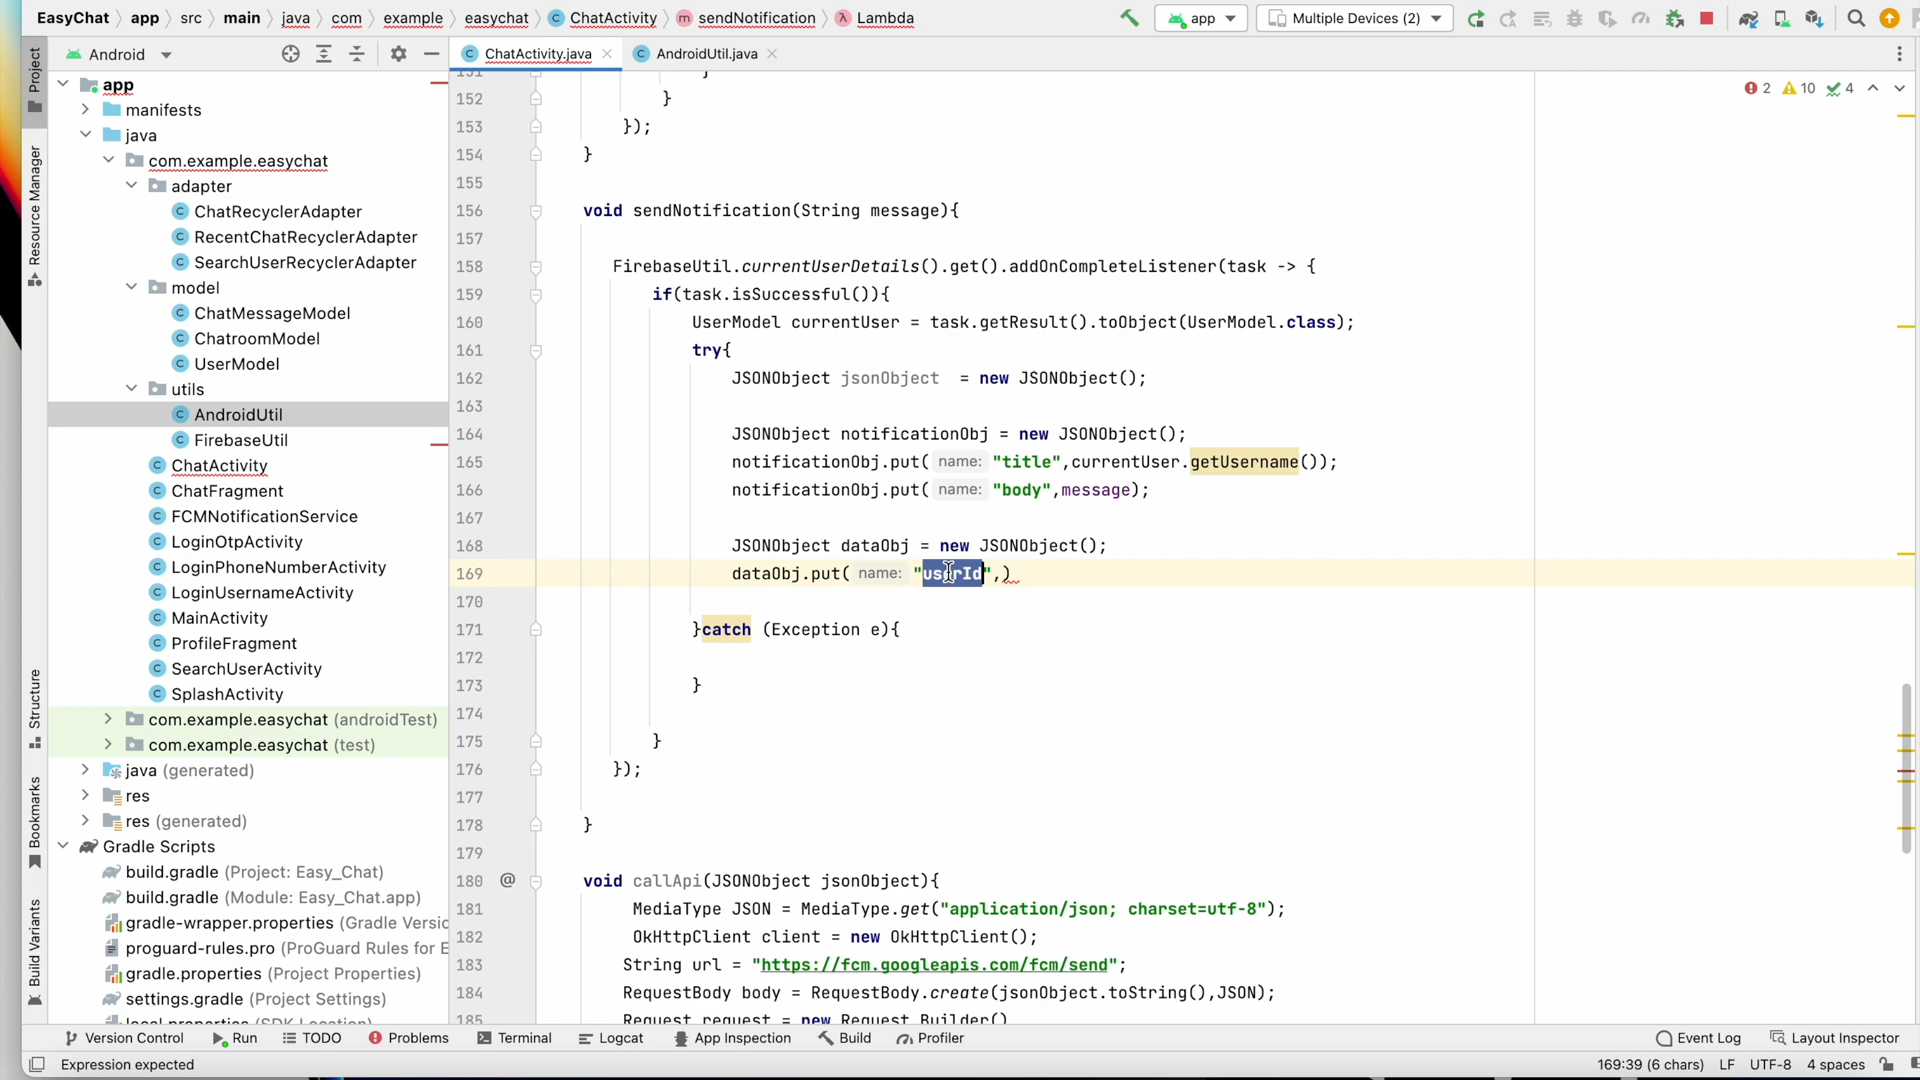 EasyChat app src main java com example easychat ChatActivity sendNotification Lambda app Multiple Devices (2)
Android ChatActivity.java AndroidUtil.java
2 10 4
Project
Resource Manager
Structure
Bookmarks
Build Variants
app
manifests
java
com.example.easychat
adapter
ChatRecyclerAdapter
RecentChatRecyclerAdapter
SearchUserRecyclerAdapter
model
ChatMessageModel
ChatroomModel
UserModel
utils
AndroidUtil
FirebaseUtil
ChatActivity
ChatFragment
FCMNotificationService
LoginOtpActivity
LoginPhoneNumberActivity
LoginUsernameActivity
MainActivity
ProfileFragment
SearchUserActivity
SplashActivity
com.example.easychat (androidTest)
com.example.easychat (test)
java (generated)
res
res (generated)
Gradle Scripts
build.gradle (Project: Easy_Chat)
build.gradle (Module: Easy_Chat.app)
gradle-wrapper.properties (Gradle Versio
proguard-rules.pro (ProGuard Rules for E
gradle.properties (Project Properties)
settings.gradle (Project Settings)
local.properties (SDK Location)
151 }
152 }
153 });
154 }
155
156 void sendNotification(String message){
157
158 FirebaseUtil.currentUserDetails().get().addOnCompleteListener(task -> {
159 if(task.isSuccessful()){
160 UserModel currentUser = task.getResult().toObject(UserModel.class);
161 try{
162 JSONObject jsonObject  = new JSONObject();
163
164 JSONObject notificationObj = new JSONObject();
165 notificationObj.put( name: "title",currentUser.getUsername());
166 notificationObj.put( name: "body",message);
167
168 JSONObject dataObj = new JSONObject();
169 dataObj.put( name: "userId",)
170
171 }catch (Exception e){
172
173 }
174
175 }
176 });
177
178 }
179
180 @ void callApi(JSONObject jsonObject){
181 MediaType JSON = MediaType.get("application/json; charset=utf-8");
182 OkHttpClient client = new OkHttpClient();
183 String url = "https://fcm.googleapis.com/fcm/send";
184 RequestBody body = RequestBody.create(jsonObject.toString(),JSON);
185 Request request = new Request.Builder()
Version Control Run TODO Problems Terminal Logcat App Inspection Build Profiler Event Log Layout Inspector
Expression expected 169:39 (6 chars) LF UTF-8 4 spaces